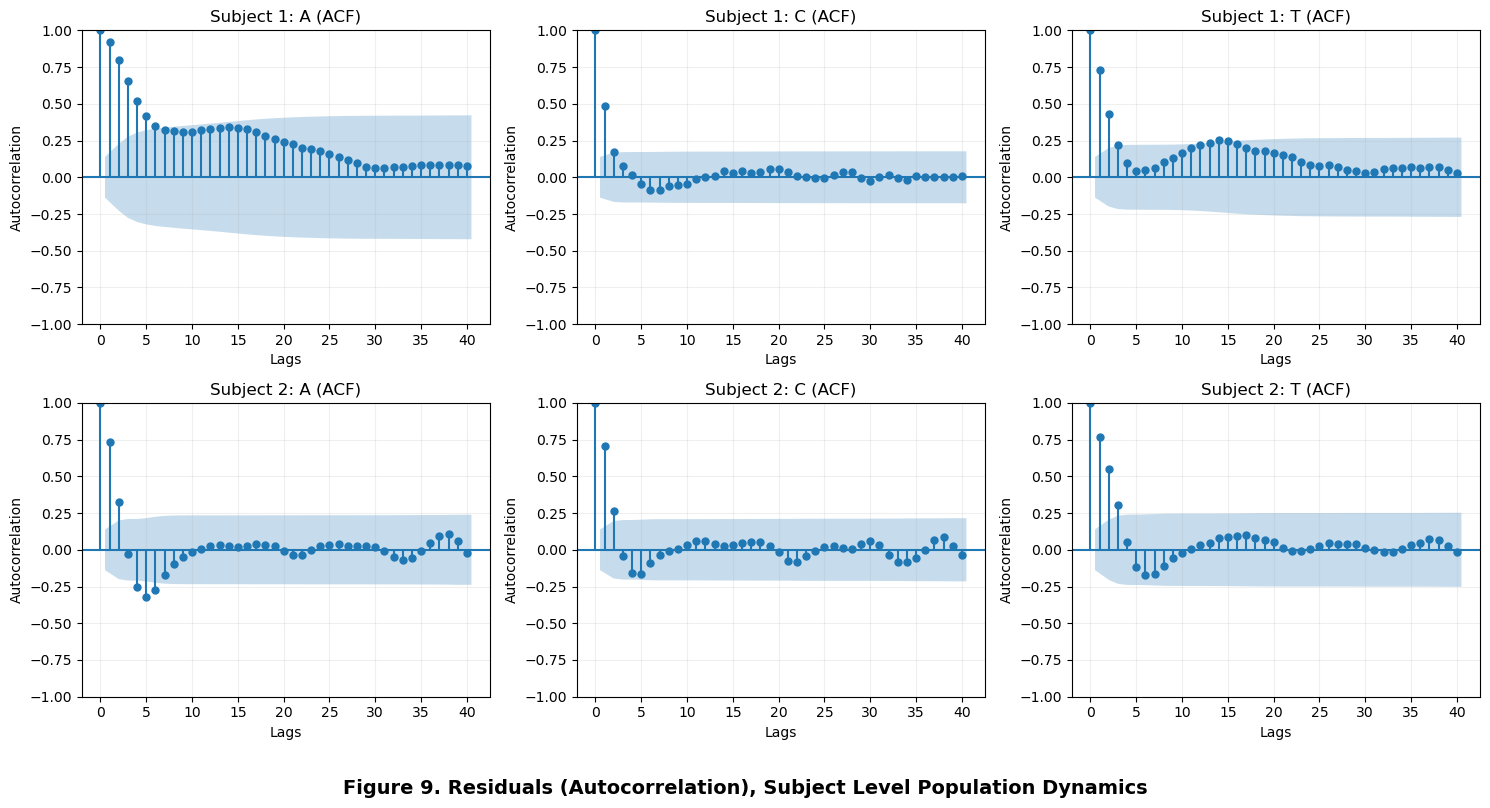 Subject 1: A (ACF)
Subject 1: C (ACF)
Subject 1: T (ACF)
1.00
0.75
0.50
0.25
0.00
−0.25
−0.50
−0.75
−1.00
Autocorrelation
0 5 10 15 20 25 30 35 40
Lags
1.00
0.75
0.50
0.25
0.00
−0.25
−0.50
−0.75
−1.00
Autocorrelation
0 5 10 15 20 25 30 35 40
Lags
1.00
0.75
0.50
0.25
0.00
−0.25
−0.50
−0.75
−1.00
Autocorrelation
0 5 10 15 20 25 30 35 40
Lags
Subject 2: A (ACF)
Subject 2: C (ACF)
Subject 2: T (ACF)
1.00
0.75
0.50
0.25
0.00
−0.25
−0.50
−0.75
−1.00
Autocorrelation
0 5 10 15 20 25 30 35 40
Lags
1.00
0.75
0.50
0.25
0.00
−0.25
−0.50
−0.75
−1.00
Autocorrelation
0 5 10 15 20 25 30 35 40
Lags
1.00
0.75
0.50
0.25
0.00
−0.25
−0.50
−0.75
−1.00
Autocorrelation
0 5 10 15 20 25 30 35 40
Lags
Figure 9. Residuals (Autocorrelation), Subject Level Population Dynamics